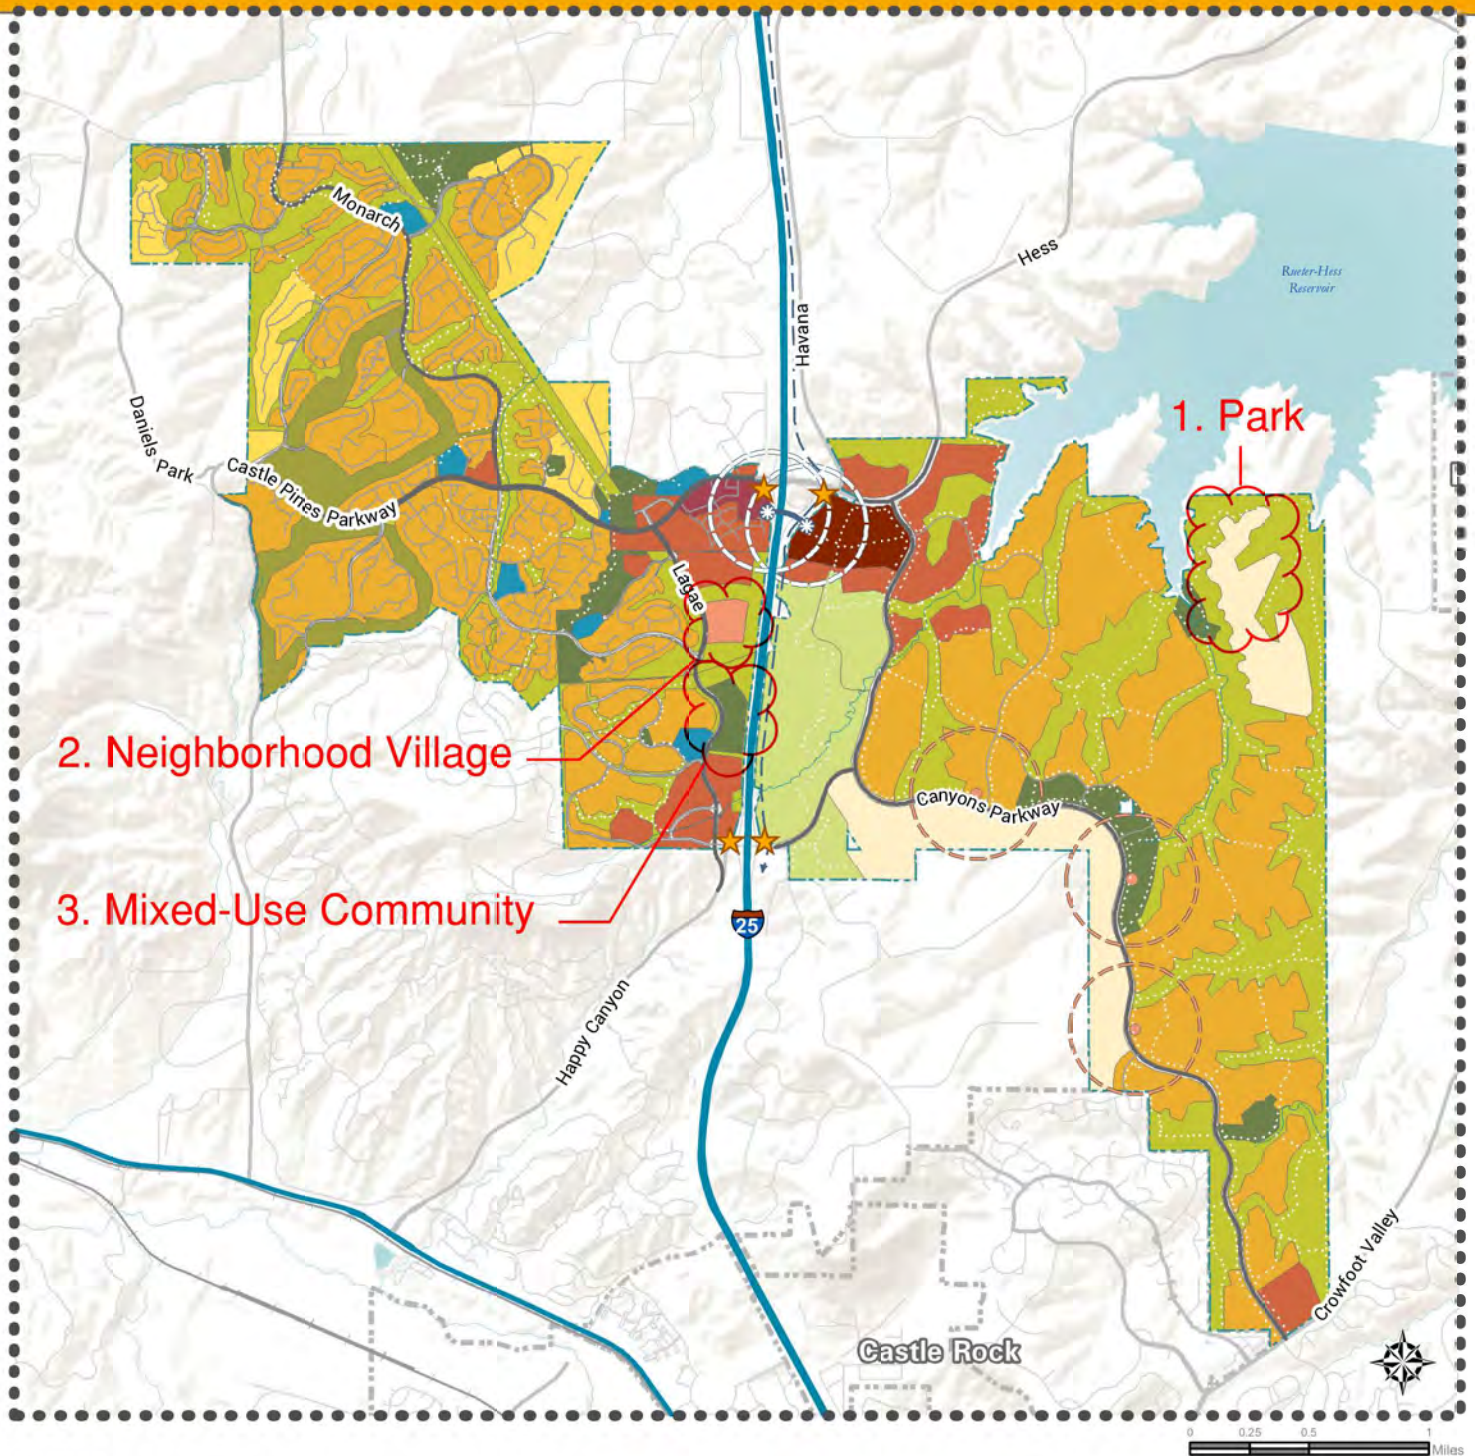 Monarch
Hess
Rueter-Hess
Reservoir
Havana
1. Park
Daniels Park
Castle Pines Parkway
Lagae
2. Neighborhood Village
Canyons Parkway
3. Mixed-Use Community
25
Happy Canyon
Crowfoot Valley
Castle Rock
0 0.25 0.5 1
Miles